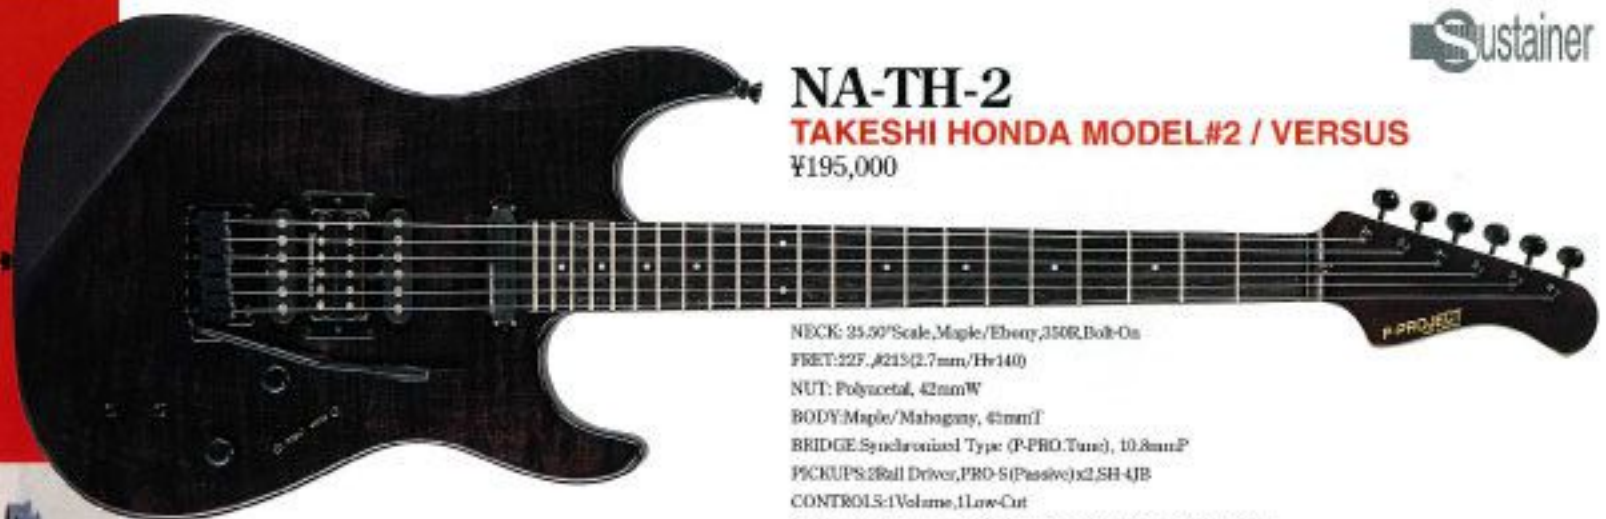 Sustainer
NA-TH-2
TAKESHI HONDA MODEL#2 / VERSUS
¥195,000
P-PROJECT
NECK: 25.50"Scale,Maple/Ebony,350R,Bolt-On
FRET:22F.,#213(2.7mm/Hv140)
NUT: Polyacetal, 42mmW
BODY:Maple/Mahogany, 45mmT
BRIDGE:Synchronized Type (P-PRO.Tune), 10.8mmP
PICKUPS:2Rail Driver,PRO-S(Passive)x2,SH-4JB
CONTROLS:1Volume,1Low-Cut